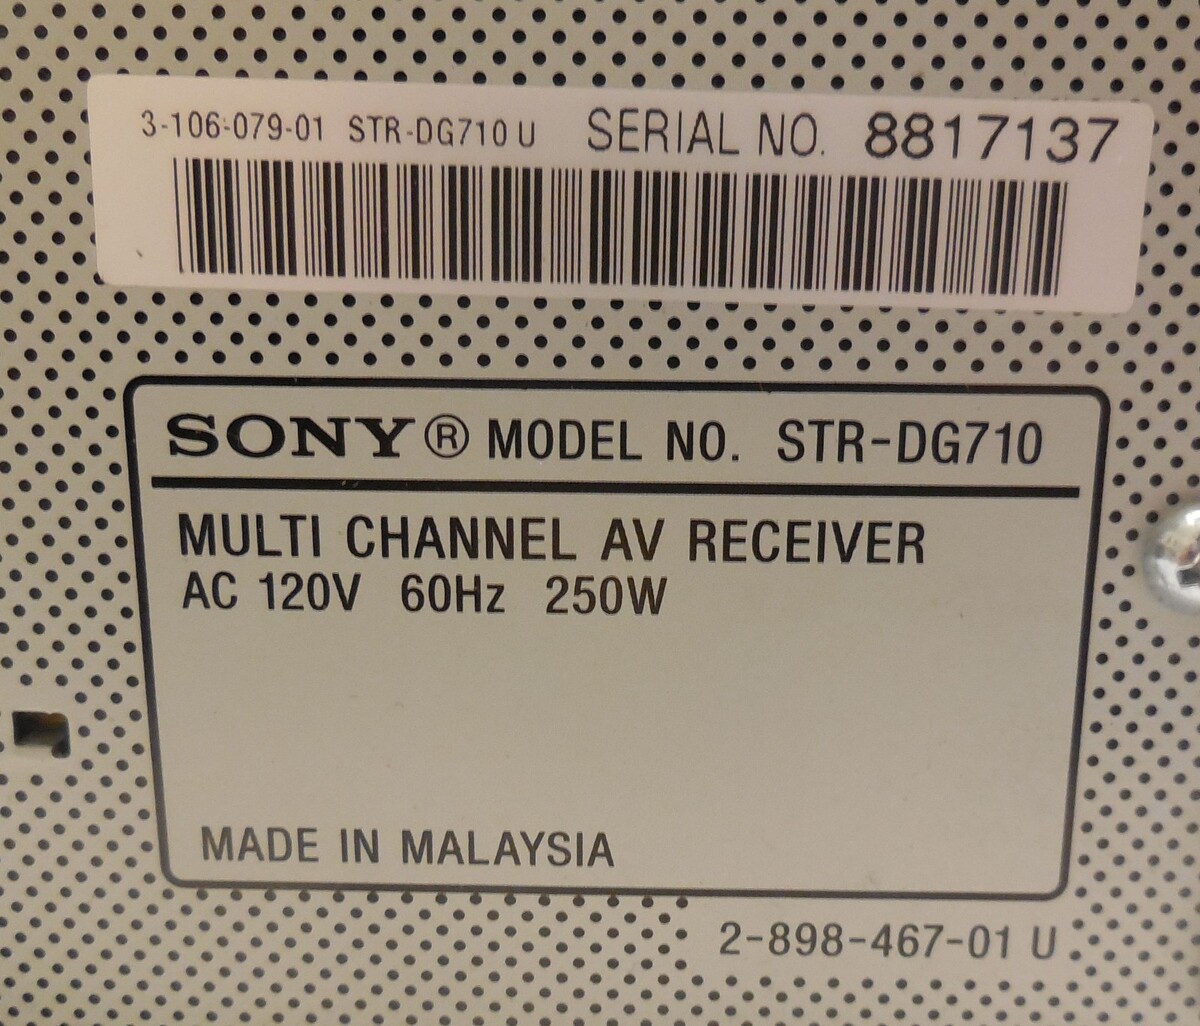 3-106-079-01 STR-DG710 U SERIAL NO. 8817137
SONY® MODEL NO. STR-DG710
MULTI CHANNEL AV RECEIVER
AC 120V 60Hz 250W
MADE IN MALAYSIA
2-898-467-01 U